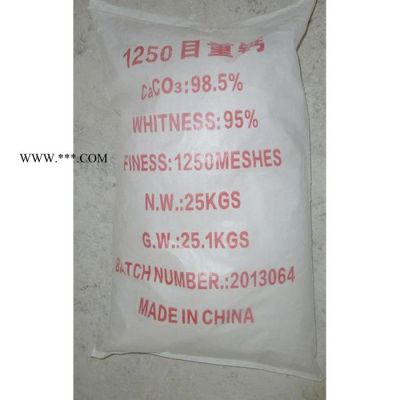 1250目重钙
CaCO3:98.5%
WHITNESS:95%
WWW.***.COM
FINESS:1250MESHES
N.W.:25KGS
G.W.:25.1KGS
BATCH NUMBER.:2013064
MADE IN CHINA